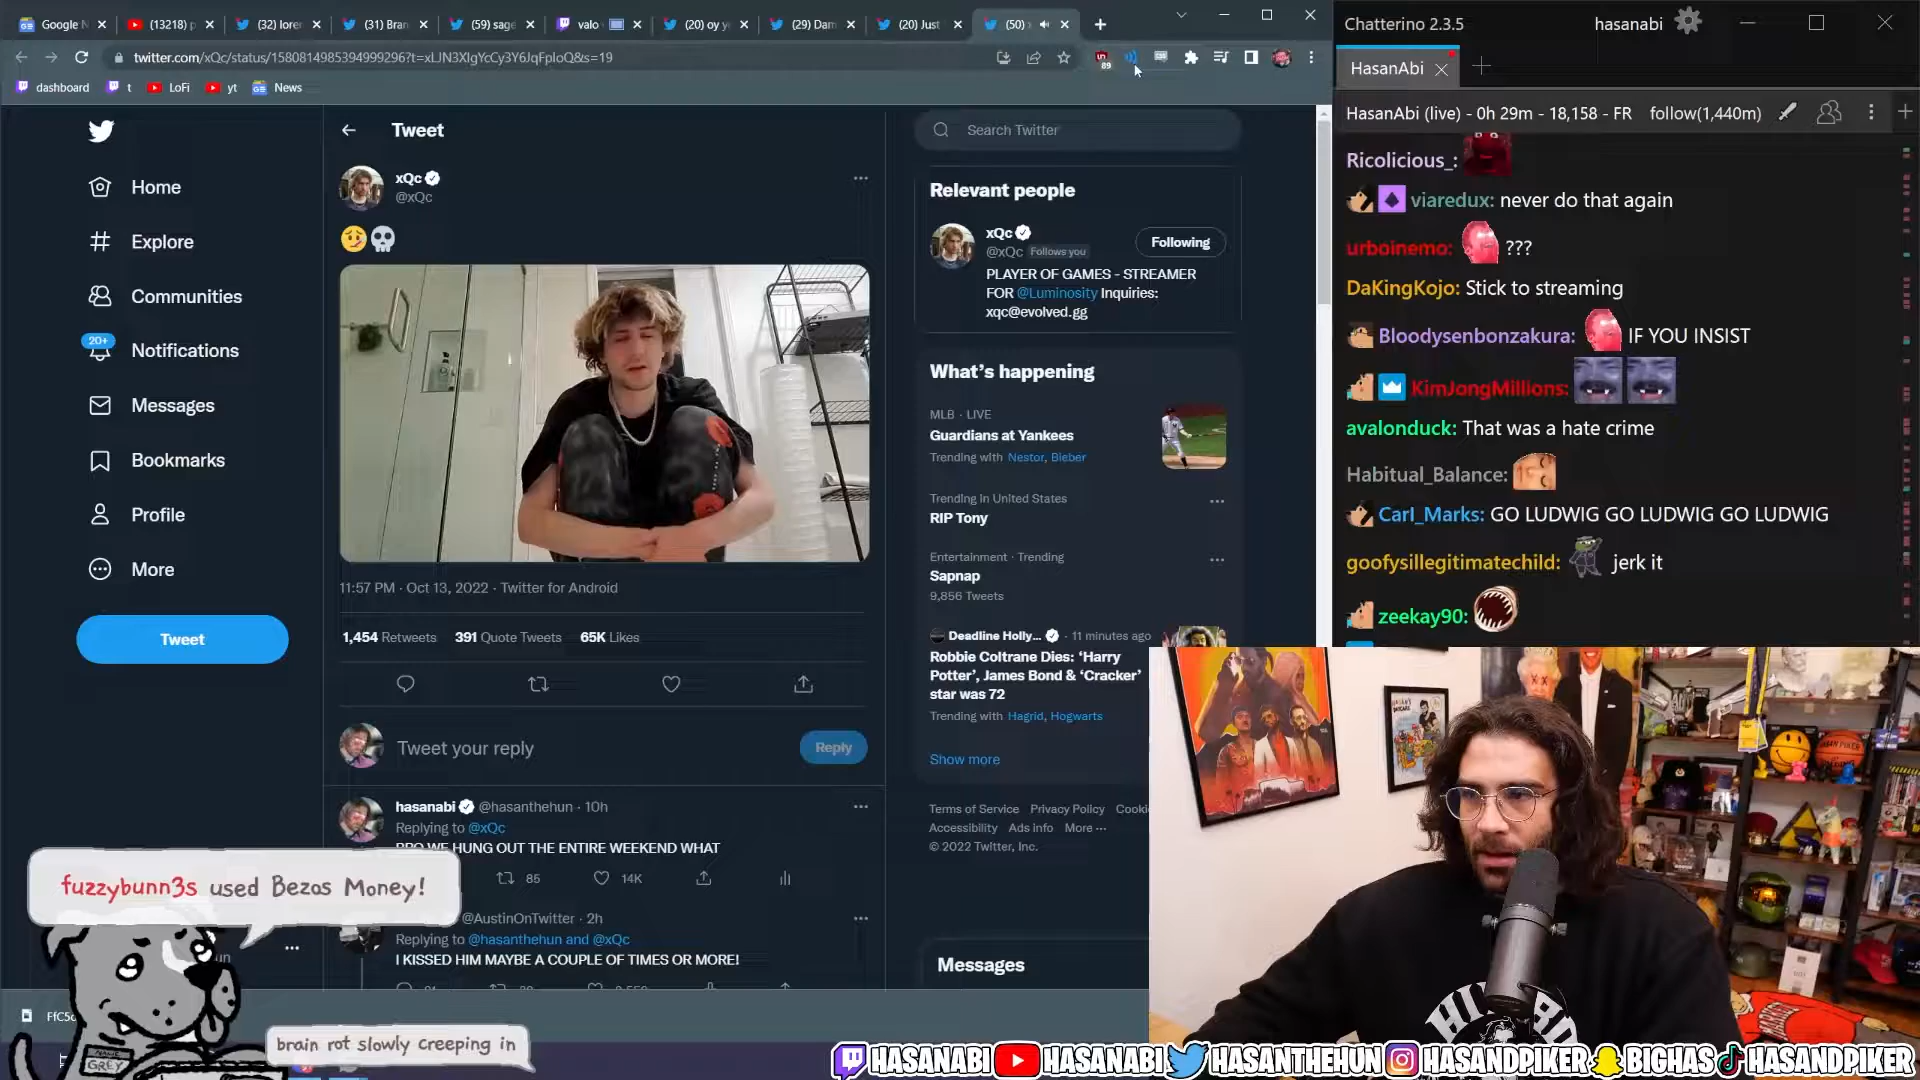 Google N
(13218) p
(32) lore
(31) Bran
(59) sage
valo
(20) oy y
(29) Dam
(20) Just
(50)
twitter.com/xQc/status/1580814985394999296?t=xLJN3XIgYcCy3Y6JqFploQ&s=19
89
dashboard
t
LoFi
yt
News
Tweet
Home
Explore
Communities
20+
Notifications
Messages
Bookmarks
Profile
More
Tweet
xQc
@xQc
11:57 PM · Oct 13, 2022 · Twitter for Android
1,454 Retweets 391 Quote Tweets 65K Likes
Tweet your reply
Reply
hasanabi @hasanthehun · 10h
Replying to @xQc
BRO WE HUNG OUT THE ENTIRE WEEKEND WHAT
85
14K
@AustinOnTwitter · 2h
Replying to @hasanthehun and @xQc
I KISSED HIM MAYBE A COUPLE OF TIMES OR MORE!
Search Twitter
Relevant people
xQc
@xQc Follows you
Following
PLAYER OF GAMES - STREAMER
FOR @Luminosity Inquiries:
xqc@evolved.gg
What's happening
MLB · LIVE
Guardians at Yankees
Trending with Nestor, Bieber
Trending in United States
RIP Tony
Entertainment · Trending
Sapnap
9,856 Tweets
Deadline Holly... · 11 minutes ago
Robbie Coltrane Dies: 'Harry
Potter', James Bond & 'Cracker'
star was 72
Trending with Hagrid, Hogwarts
Show more
Terms of Service Privacy Policy Cookie
Accessibility Ads info More ···
© 2022 Twitter, Inc.
Messages
Chatterino 2.3.5
hasanabi
HasanAbi
HasanAbi (live) - 0h 29m - 18,158 - FR follow(1,440m)
Ricolicious_:
viaredux: never do that again
urboinemo: ???
DaKingKojo: Stick to streaming
Bloodysenbonzakura: IF YOU INSIST
KimJongMillions:
avalonduck: That was a hate crime
Habitual_Balance:
Carl_Marks: GO LUDWIG GO LUDWIG GO LUDWIG
goofysillegitimatechild: jerk it
zeekay90:
fuzzybunn3s used Bezos Money!
GREY
brain rot slowly creeping in
HASANABI HASANABI HASANTHEHUN HASANDPIKER BIGHAS HASANDPIKER